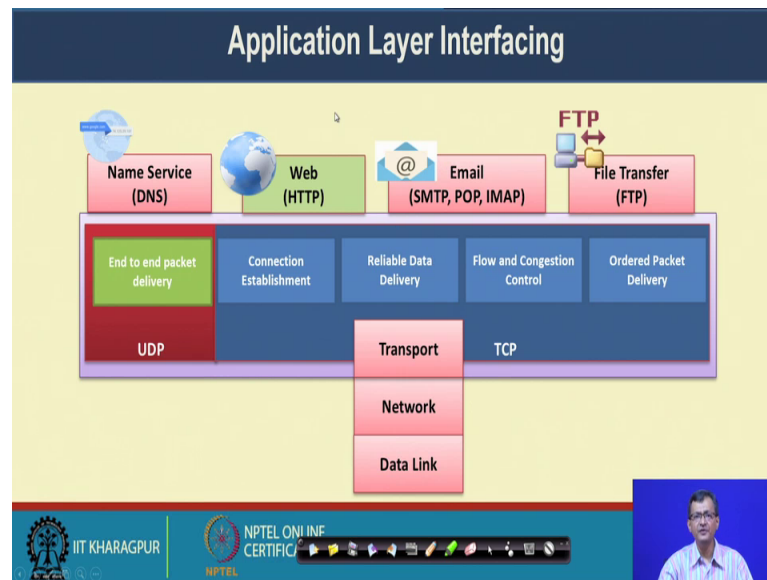 Application Layer Interfacing
FTP
Name Service
(DNS)
Web
(HTTP)
@
Email
(SMTP, POP, IMAP)
File Transfer
(FTP)
End to end packet
delivery
Connection
Establishment
Reliable Data
Delivery
Flow and Congestion
Control
Ordered Packet
Delivery
UDP
Transport
TCP
Network
Data Link
IIT KHARAGPUR
NPTEL ONLINE
CERTIFICA
NPTEL